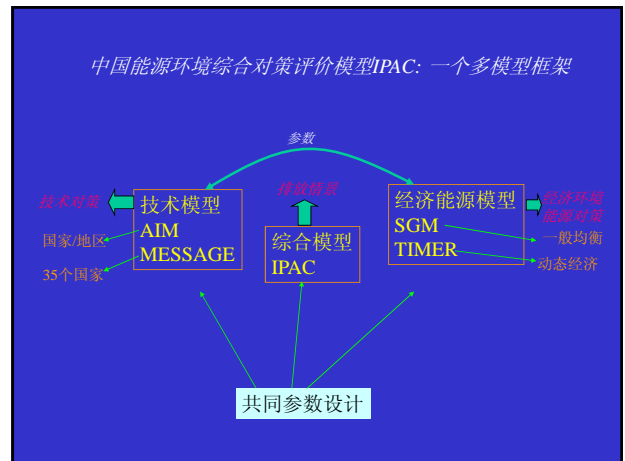 中国能源环境综合对策评价模型IPAC: 一个多模型框架
参数
技术对策
技术模型
AIM
MESSAGE
国家/地区
35个国家
排放情景
综合模型
IPAC
经济能源模型
SGM
TIMER
经济环境
能源对策
一般均衡
动态经济
共同参数设计